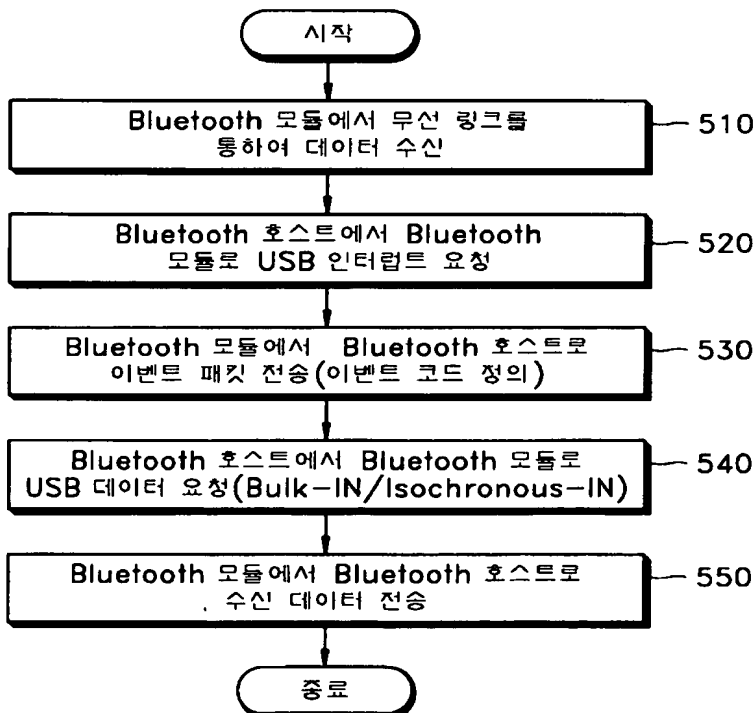 시작
Bluetooth 모듈에서 무선 링크를
통하여 데이터 수신
510
Bluetooth 호스트에서 Bluetooth
모듈로 USB 인터럽트 요청
520
Bluetooth 모듈에서 Bluetooth 호스트로
이벤트 패킷 전송(이벤트 코드 정의)
530
Bluetooth 호스트에서 Bluetooth 모듈로
USB 데이터 요청(Bulk-IN/Isochronous-IN)
540
Bluetooth 모듈에서 Bluetooth 호스트로
수신 데이터 전송
550
종료